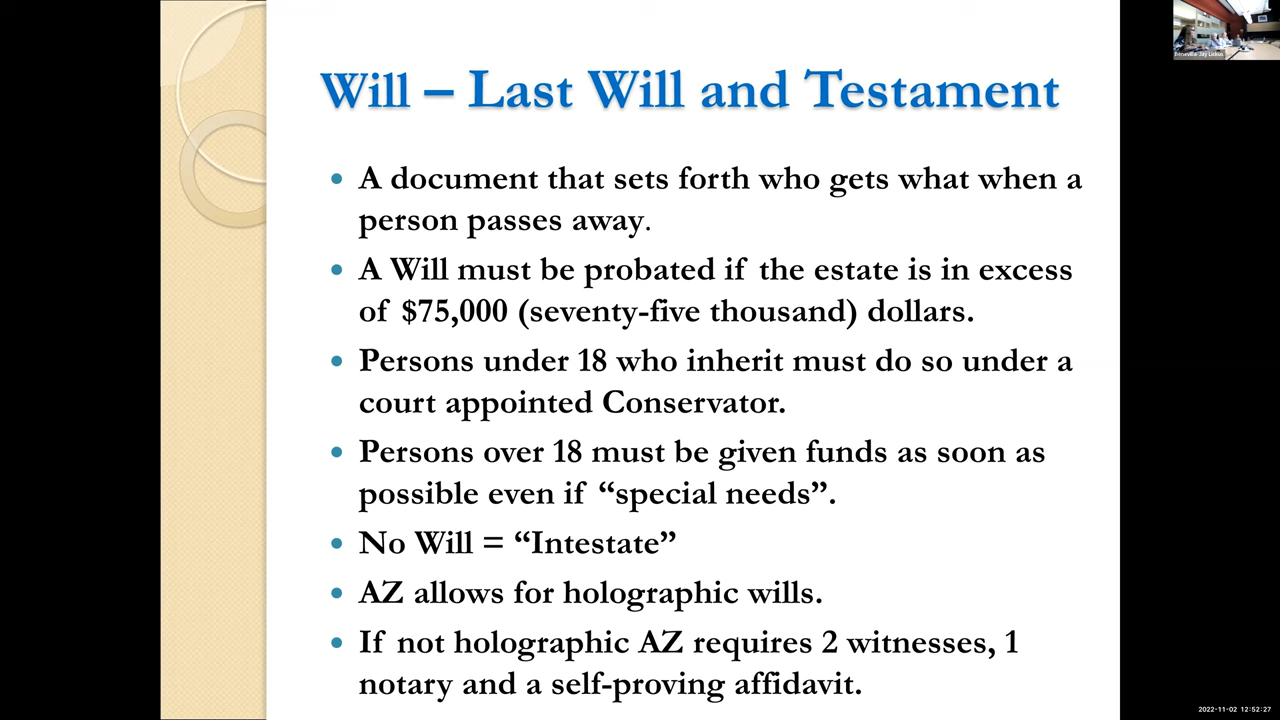 Will – Last Will and Testament
• A document that sets forth who gets what when a
person passes away.
• A Will must be probated if the estate is in excess
of $75,000 (seventy-five thousand) dollars.
• Persons under 18 who inherit must do so under a
court appointed Conservator.
• Persons over 18 must be given funds as soon as
possible even if “special needs”.
• No Will = “Intestate”
• AZ allows for holographic wills.
• If not holographic AZ requires 2 witnesses, 1
notary and a self-proving affidavit.
2022-11-02 12:52:27